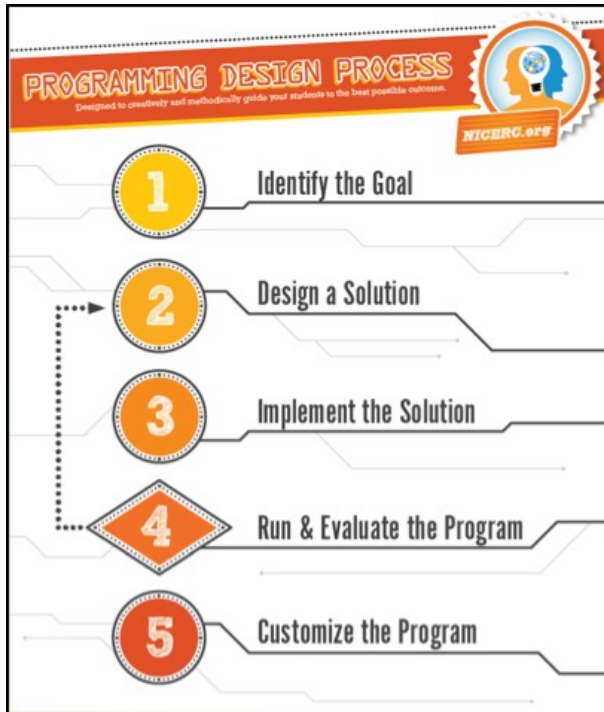 PROGRAMMING DESIGN PROCESS
Designed to creatively and methodically guide your students to the best possible outcome.
NICERC.org
1
Identify the Goal
2
Design a Solution
3
Implement the Solution
4
Run & Evaluate the Program
5
Customize the Program